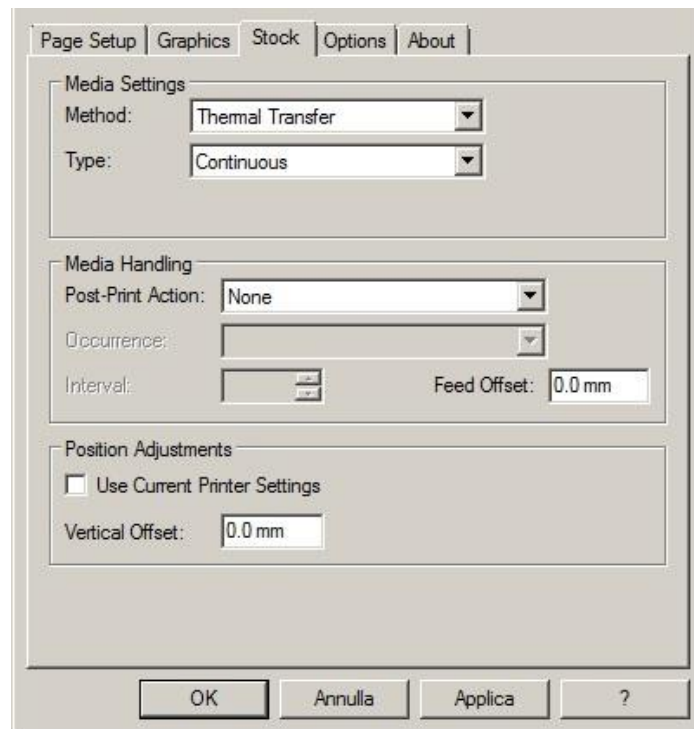 Page Setup Graphics Stock Options About
Media Settings
Method: Thermal Transfer
Type: Continuous
Media Handling
Post-Print Action: None
Occurrence:
Interval: Feed Offset: 0.0 mm
Position Adjustments
Use Current Printer Settings
Vertical Offset: 0.0 mm
OK Annulla Applica ?